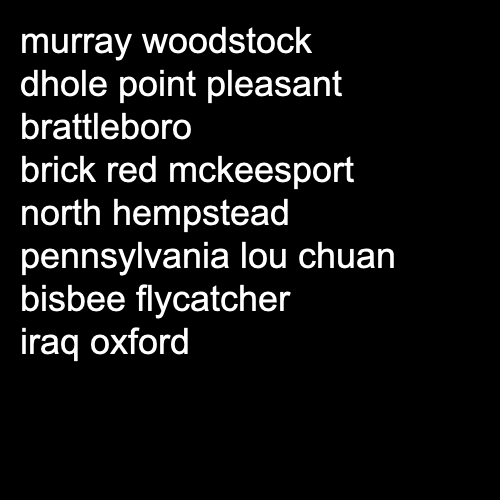 murray woodstock
dhole point pleasant
brattleboro
brick red mckeesport
north hempstead
pennsylvania lou chuan
bisbee flycatcher
iraq oxford